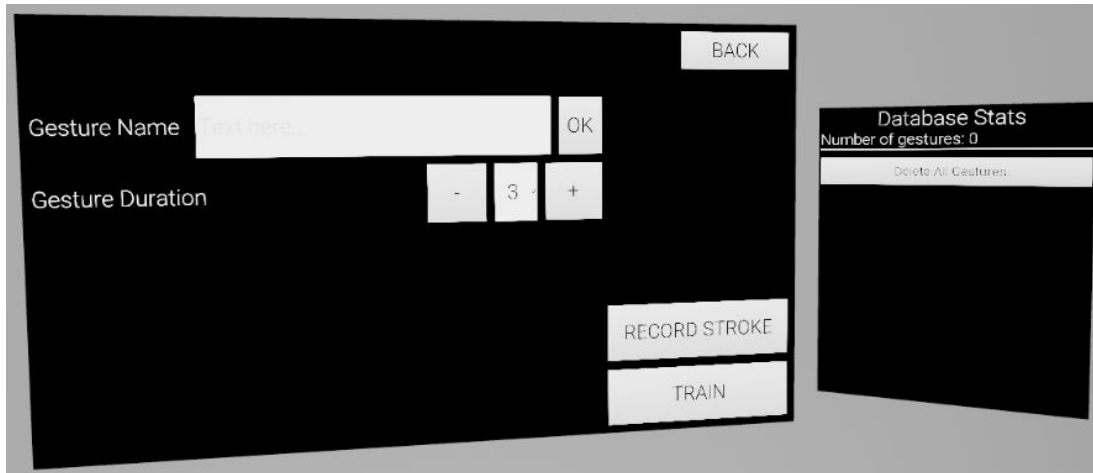 BACK
Gesture Name Text here... OK
Gesture Duration - 3 +
RECORD STROKE
TRAIN
Database Stats
Number of gestures: 0
Delete All Gestures